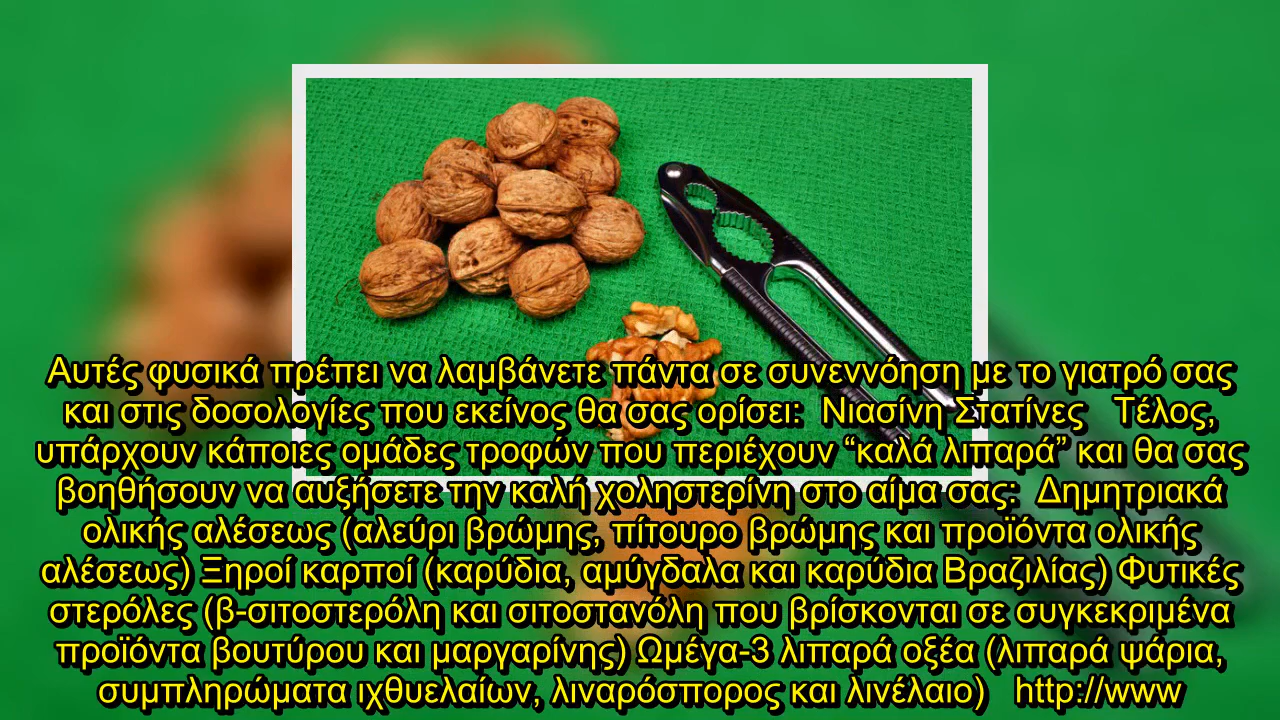 Αυτές φυσικά πρέπει να λαμβάνετε πάντα σε συνεννόηση με το γιατρό σας
και στις δοσολογίες που εκείνος θα σας ορίσει:  Νιασίνη Στατίνες   Τέλος,
υπάρχουν κάποιες ομάδες τροφών που περιέχουν “καλά λιπαρά” και θα σας
βοηθήσουν να αυξήσετε την καλή χοληστερίνη στο αίμα σας:  Δημητριακά
ολικής αλέσεως (αλεύρι βρώμης, πίτουρο βρώμης και προϊόντα ολικής
αλέσεως) Ξηροί καρποί (καρύδια, αμύγδαλα και καρύδια Βραζιλίας) Φυτικές
στερόλες (β-σιτοστερόλη και σιτοστανόλη που βρίσκονται σε συγκεκριμένα
προϊόντα βουτύρου και μαργαρίνης) Ωμέγα-3 λιπαρά οξέα (λιπαρά ψάρια,
συμπληρώματα ιχθυελαίων, λιναρόσπορος και λινέλαιο)   http://www